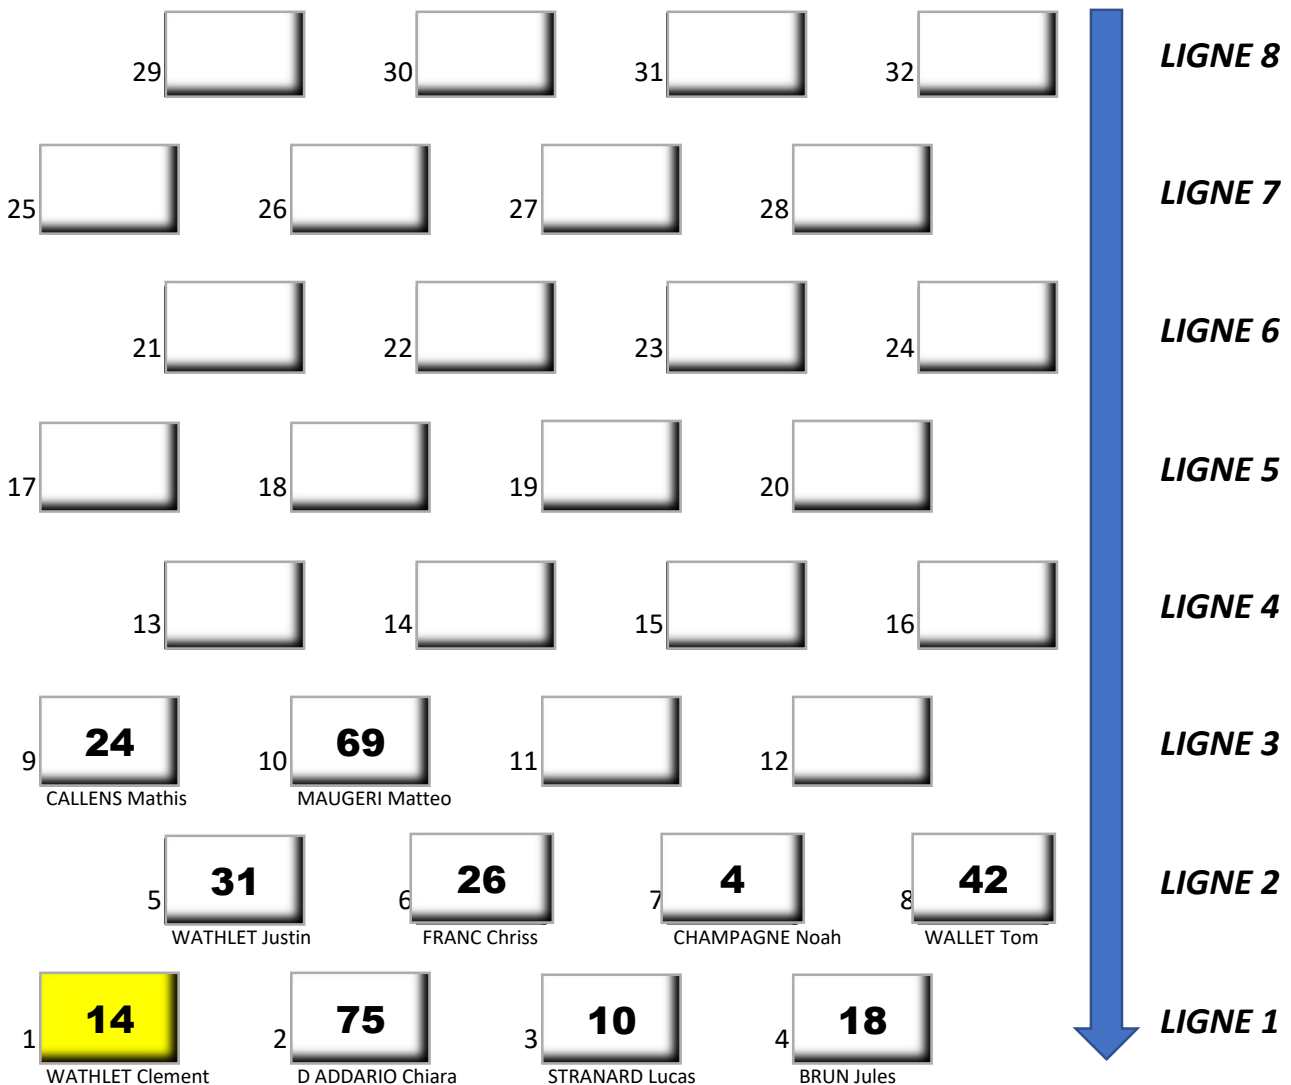 29 30 31 32 LIGNE 8
25 26 27 28 LIGNE 7
21 22 23 24 LIGNE 6
17 18 19 20 LIGNE 5
13 14 15 16 LIGNE 4
9 24 10 69 11 12 LIGNE 3
CALLENS Mathis MAUGERI Matteo
5 31 6 26 7 4 8 42 LIGNE 2
WATHLET Justin FRANC Chriss CHAMPAGNE Noah WALLET Tom
1 14 2 75 3 10 4 18 LIGNE 1
WATHLET Clement D ADDARIO Chiara STRANARD Lucas BRUN Jules